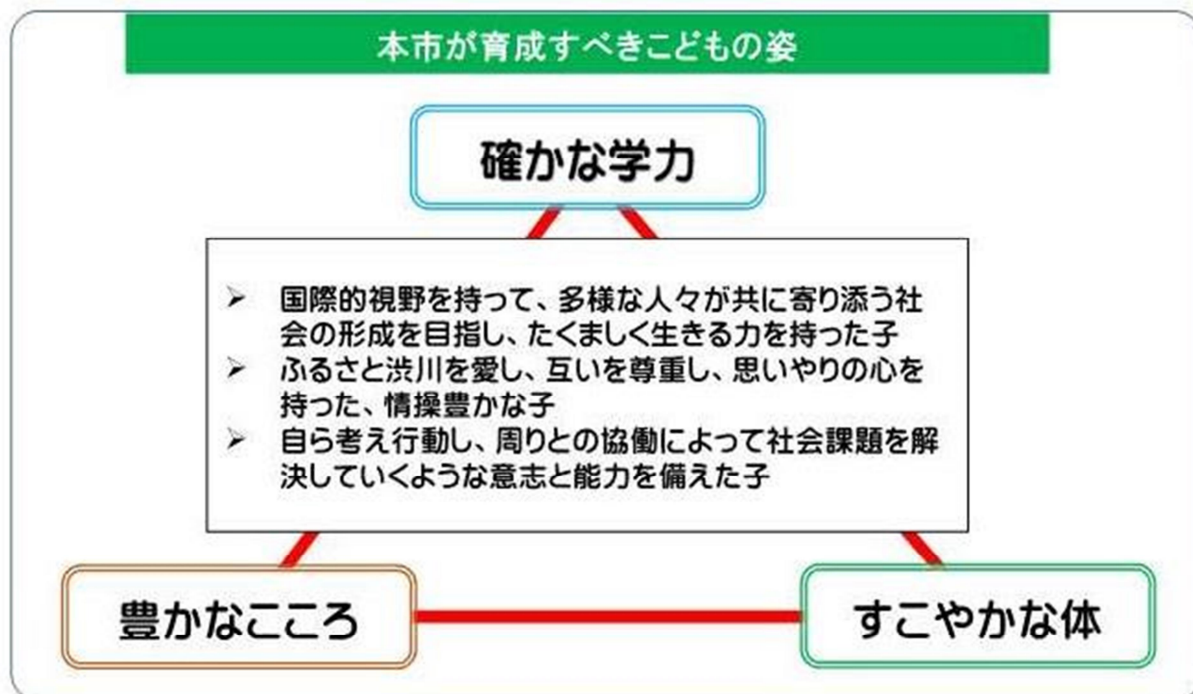 本市が育成すべきこどもの姿
確かな学力
➢ 国際的視野を持って、多様な人々が共に寄り添う社
会の形成を目指し、たくましく生きる力を持った子
➢ ふるさと渋川を愛し、互いを尊重し、思いやりの心を
持った、情操豊かな子
➢ 自ら考え行動し、周りとの協働によって社会課題を解
決していくような意志と能力を備えた子
豊かなこころ
すこやかな体